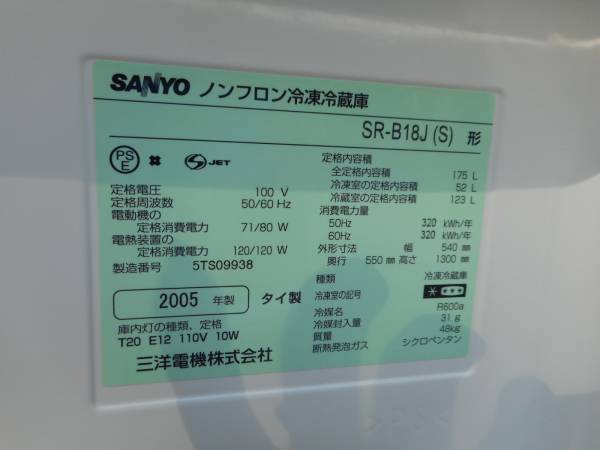 SANYO ノンフロン冷凍冷蔵庫
SR-B18J (S) 形
PS E
S JET
定格電圧 100 V
定格周波数 50/60 Hz
電動機の
定格消費電力 71/80 W
電熱装置の
定格消費電力 120/120 W
製造番号 5TS09938
2005 年製 タイ製
庫内灯の種類、定格
T20 E12 110V 10W
三洋電機株式会社
定格内容積
全定格内容積 175 L
冷凍室の定格内容積 52 L
冷蔵室の定格内容積 123 L
消費電力量
50Hz 320 kWh/年
60Hz 320 kWh/年
外形寸法 幅 540 mm
奥行 550 mm 高さ 1300 mm
種類 冷凍冷蔵庫
冷凍室の記号
冷媒名 R600a
冷媒封入量 31 g
質量 48kg
断熱発泡ガス シクロペンタン